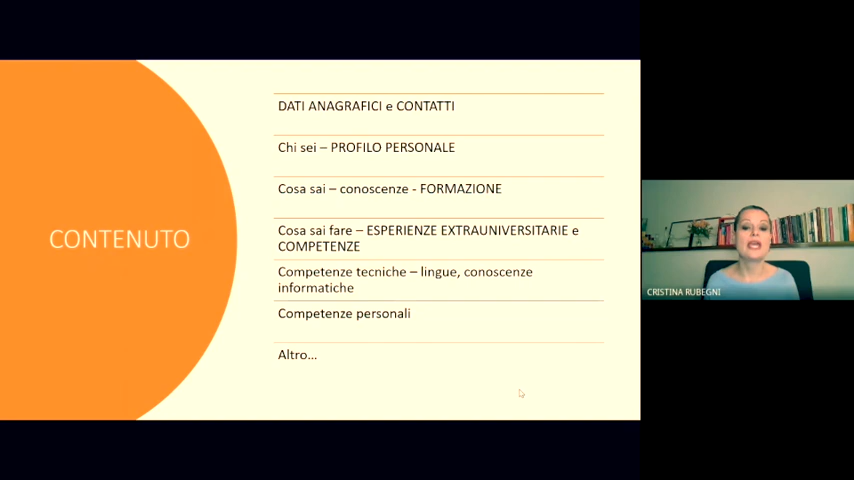 CONTENUTO
DATI ANAGRAFICI e CONTATTI
Chi sei – PROFILO PERSONALE
Cosa sai – conoscenze - FORMAZIONE
Cosa sai fare – ESPERIENZE EXTRAUNIVERSITARIE e
COMPETENZE
Competenze tecniche – lingue, conoscenze
informatiche
Competenze personali
Altro...
CRISTINA RUBEGNI